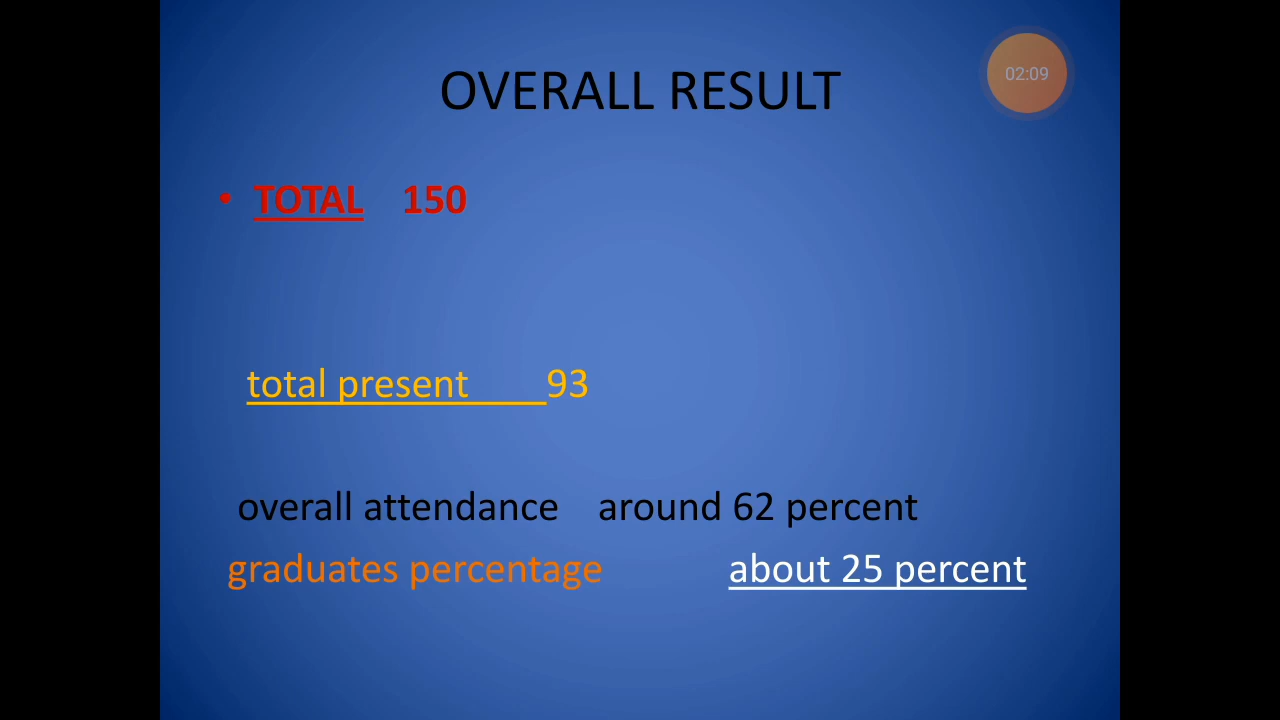 OVERALL RESULT
02:09
• TOTAL 150
total present 93
overall attendance around 62 percent
graduates percentage about 25 percent